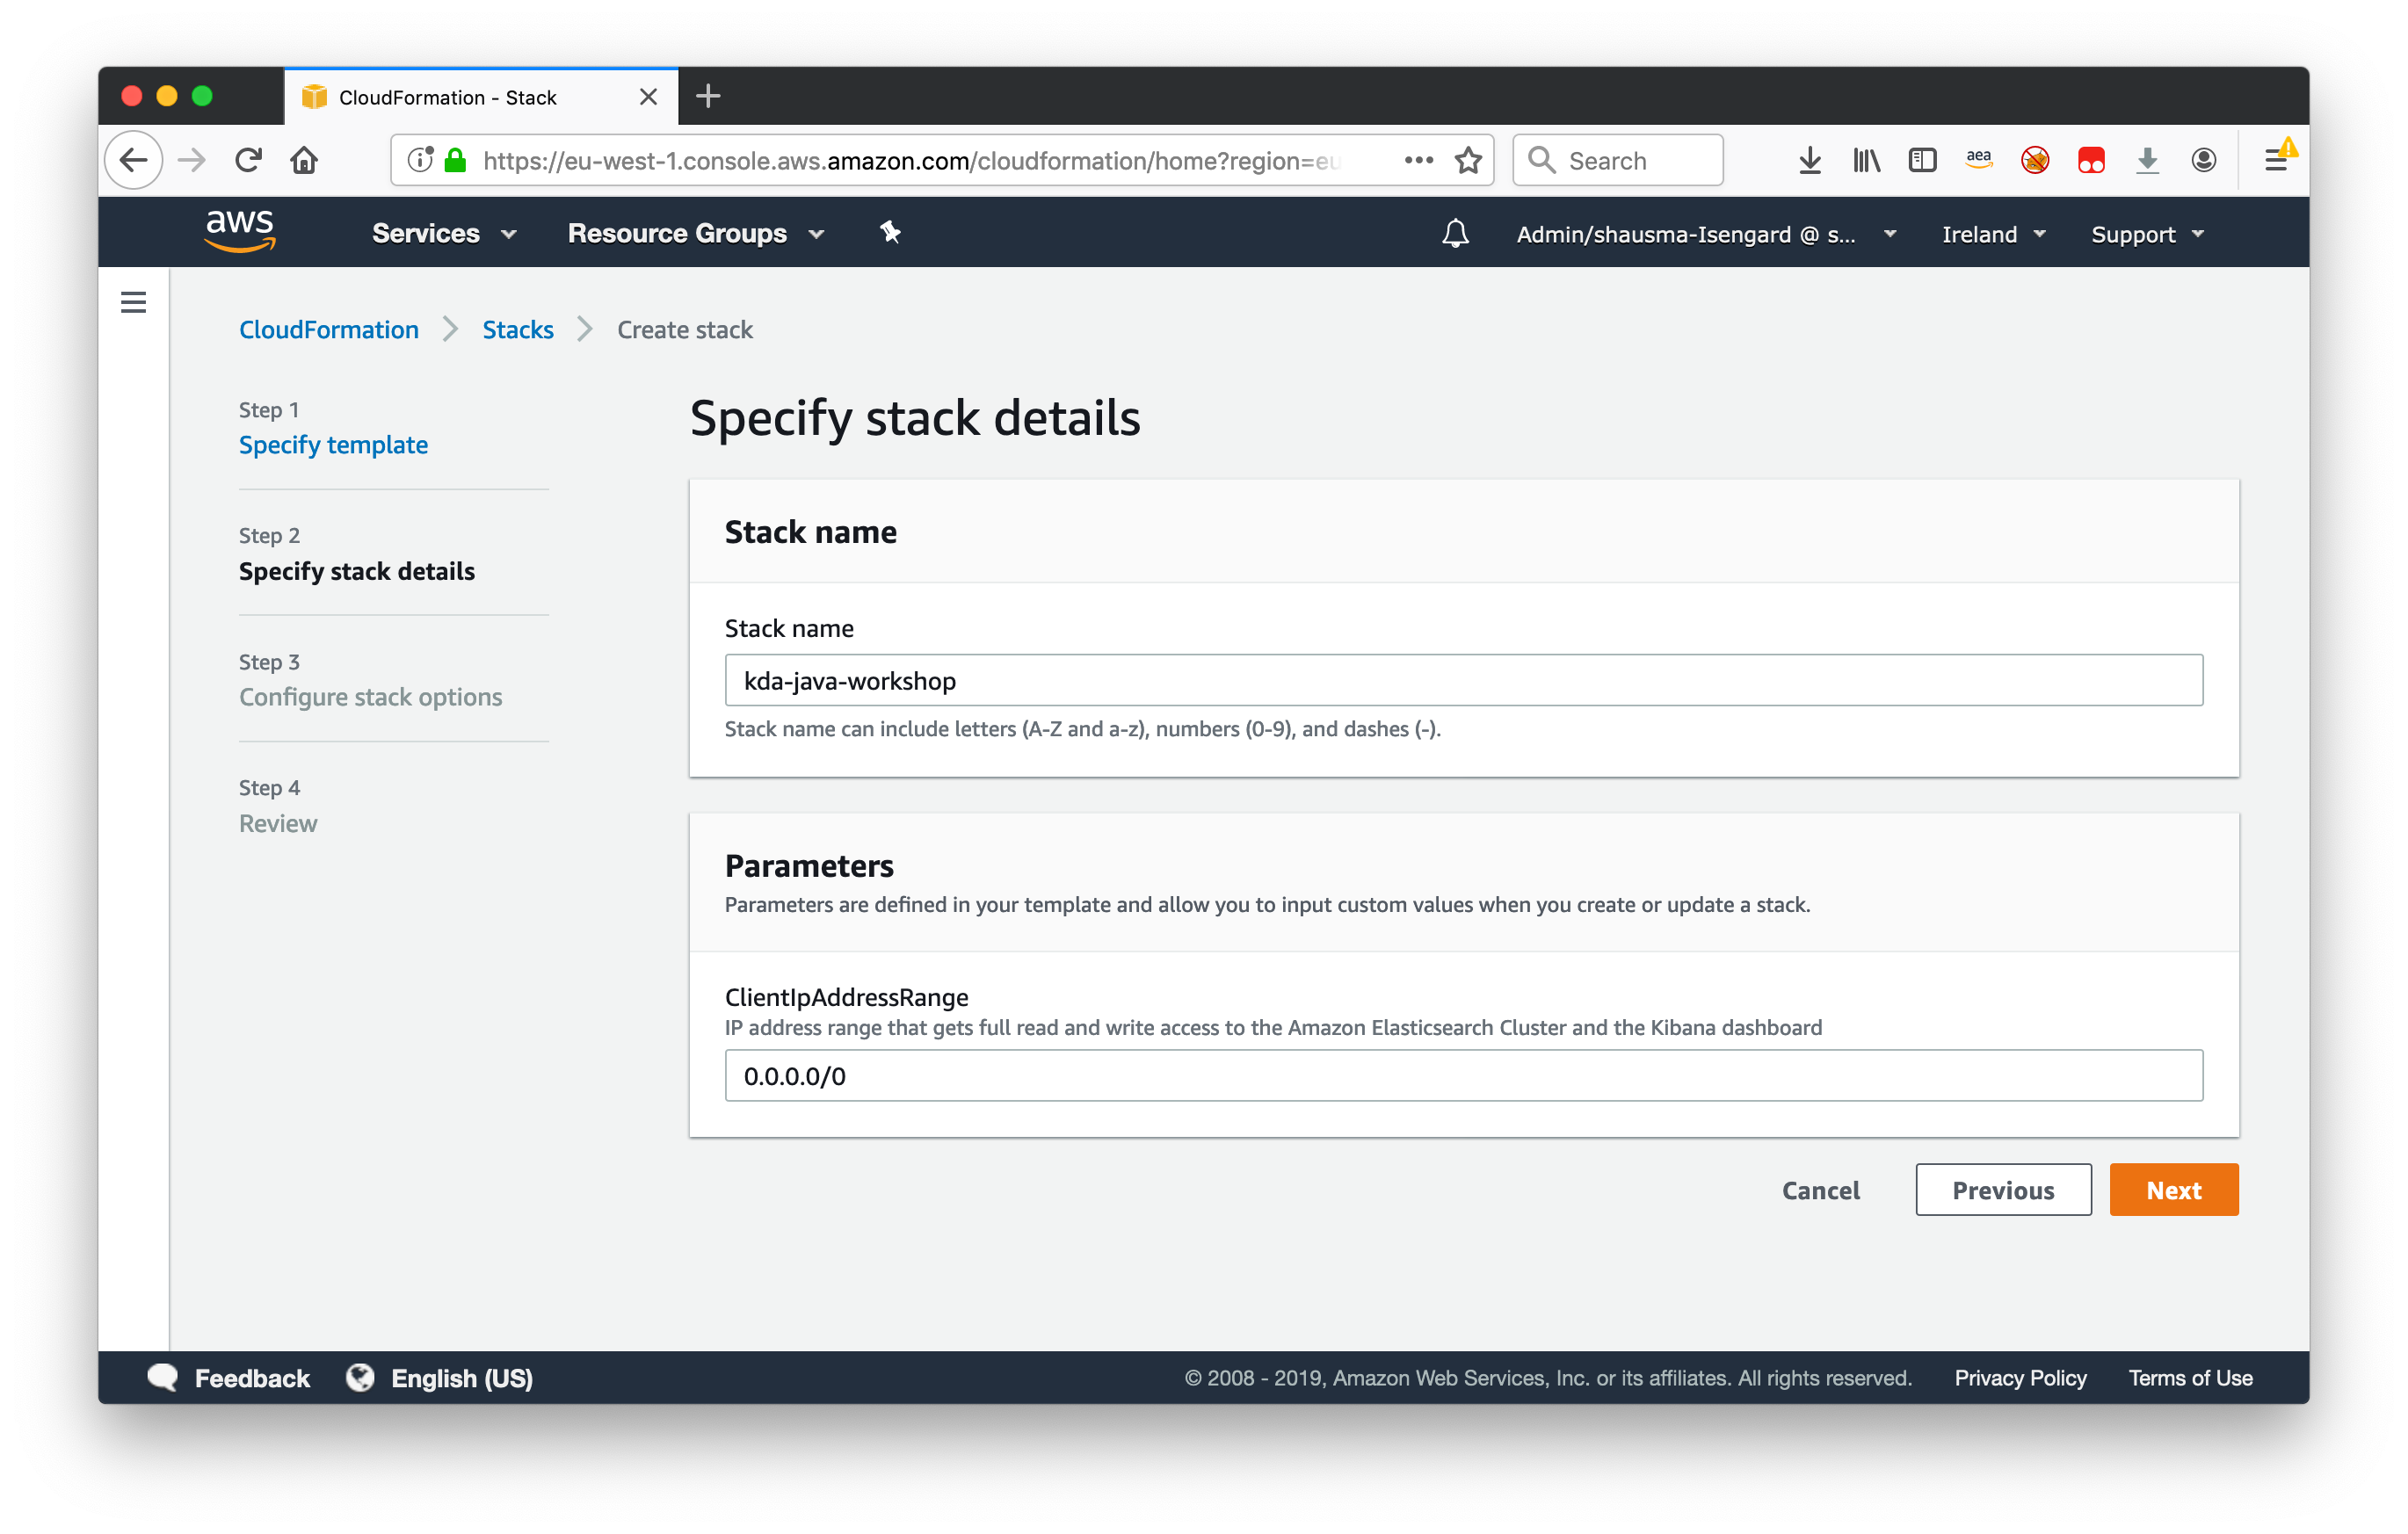 CloudFormation - Stack
https://eu-west-1.console.aws.amazon.com/cloudformation/home?region=eu
Search
aea
aws
Services
Resource Groups
Admin/shausma-Isengard @ s...
Ireland
Support
CloudFormation
Stacks
Create stack
Step 1
Specify template
Step 2
Specify stack details
Step 3
Configure stack options
Step 4
Review
Specify stack details
Stack name
Stack name
kda-java-workshop
Stack name can include letters (A-Z and a-z), numbers (0-9), and dashes (-).
Parameters
Parameters are defined in your template and allow you to input custom values when you create or update a stack.
ClientIpAddressRange
IP address range that gets full read and write access to the Amazon Elasticsearch Cluster and the Kibana dashboard
0.0.0.0/0
Cancel
Previous
Next
Feedback
English (US)
© 2008 - 2019, Amazon Web Services, Inc. or its affiliates. All rights reserved.
Privacy Policy
Terms of Use